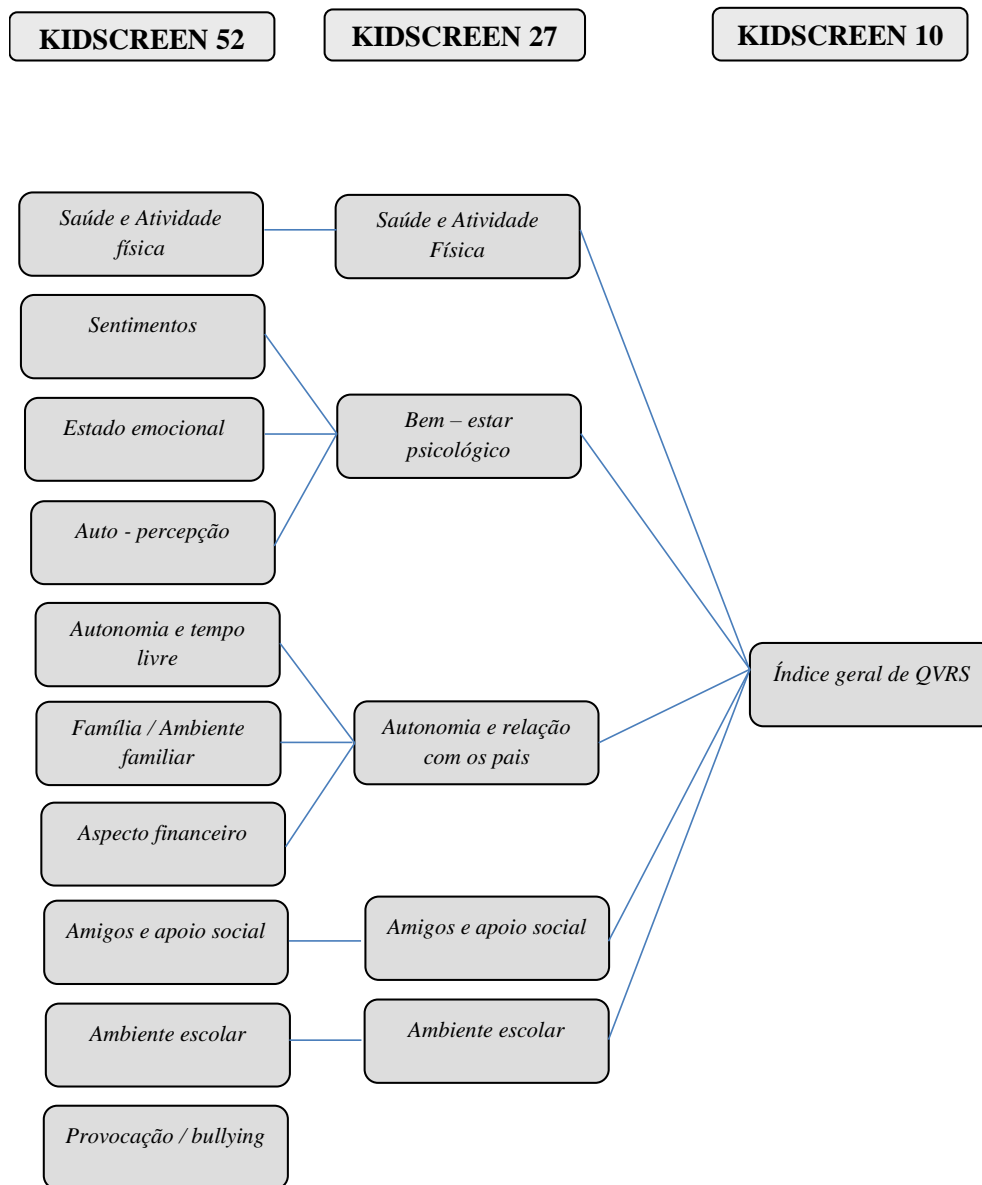 KIDSCREEN 52
KIDSCREEN 27
KIDSCREEN 10
Saúde e Atividade
física
Saúde e Atividade
Física
Sentimentos
Estado emocional
Bem – estar
psicológico
Auto - percepção
Autonomia e tempo
livre
Índice geral de QVRS
Família / Ambiente
familiar
Autonomia e relação
com os pais
Aspecto financeiro
Amigos e apoio social
Amigos e apoio social
Ambiente escolar
Ambiente escolar
Provocação / bullying